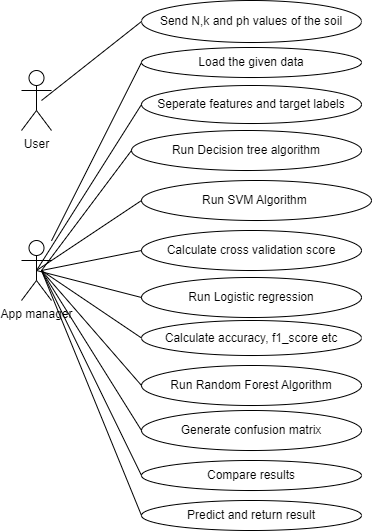 Send N,k and ph values of the soil
Load the given data
Seperate features and target labels
User
Run Decision tree algorithm
Run SVM Algorithm
Calculate cross validation score
Run Logistic regression
App manager
Calculate accuracy, f1_score etc
Run Random Forest Algorithm
Generate confusion matrix
Compare results
Predict and return result